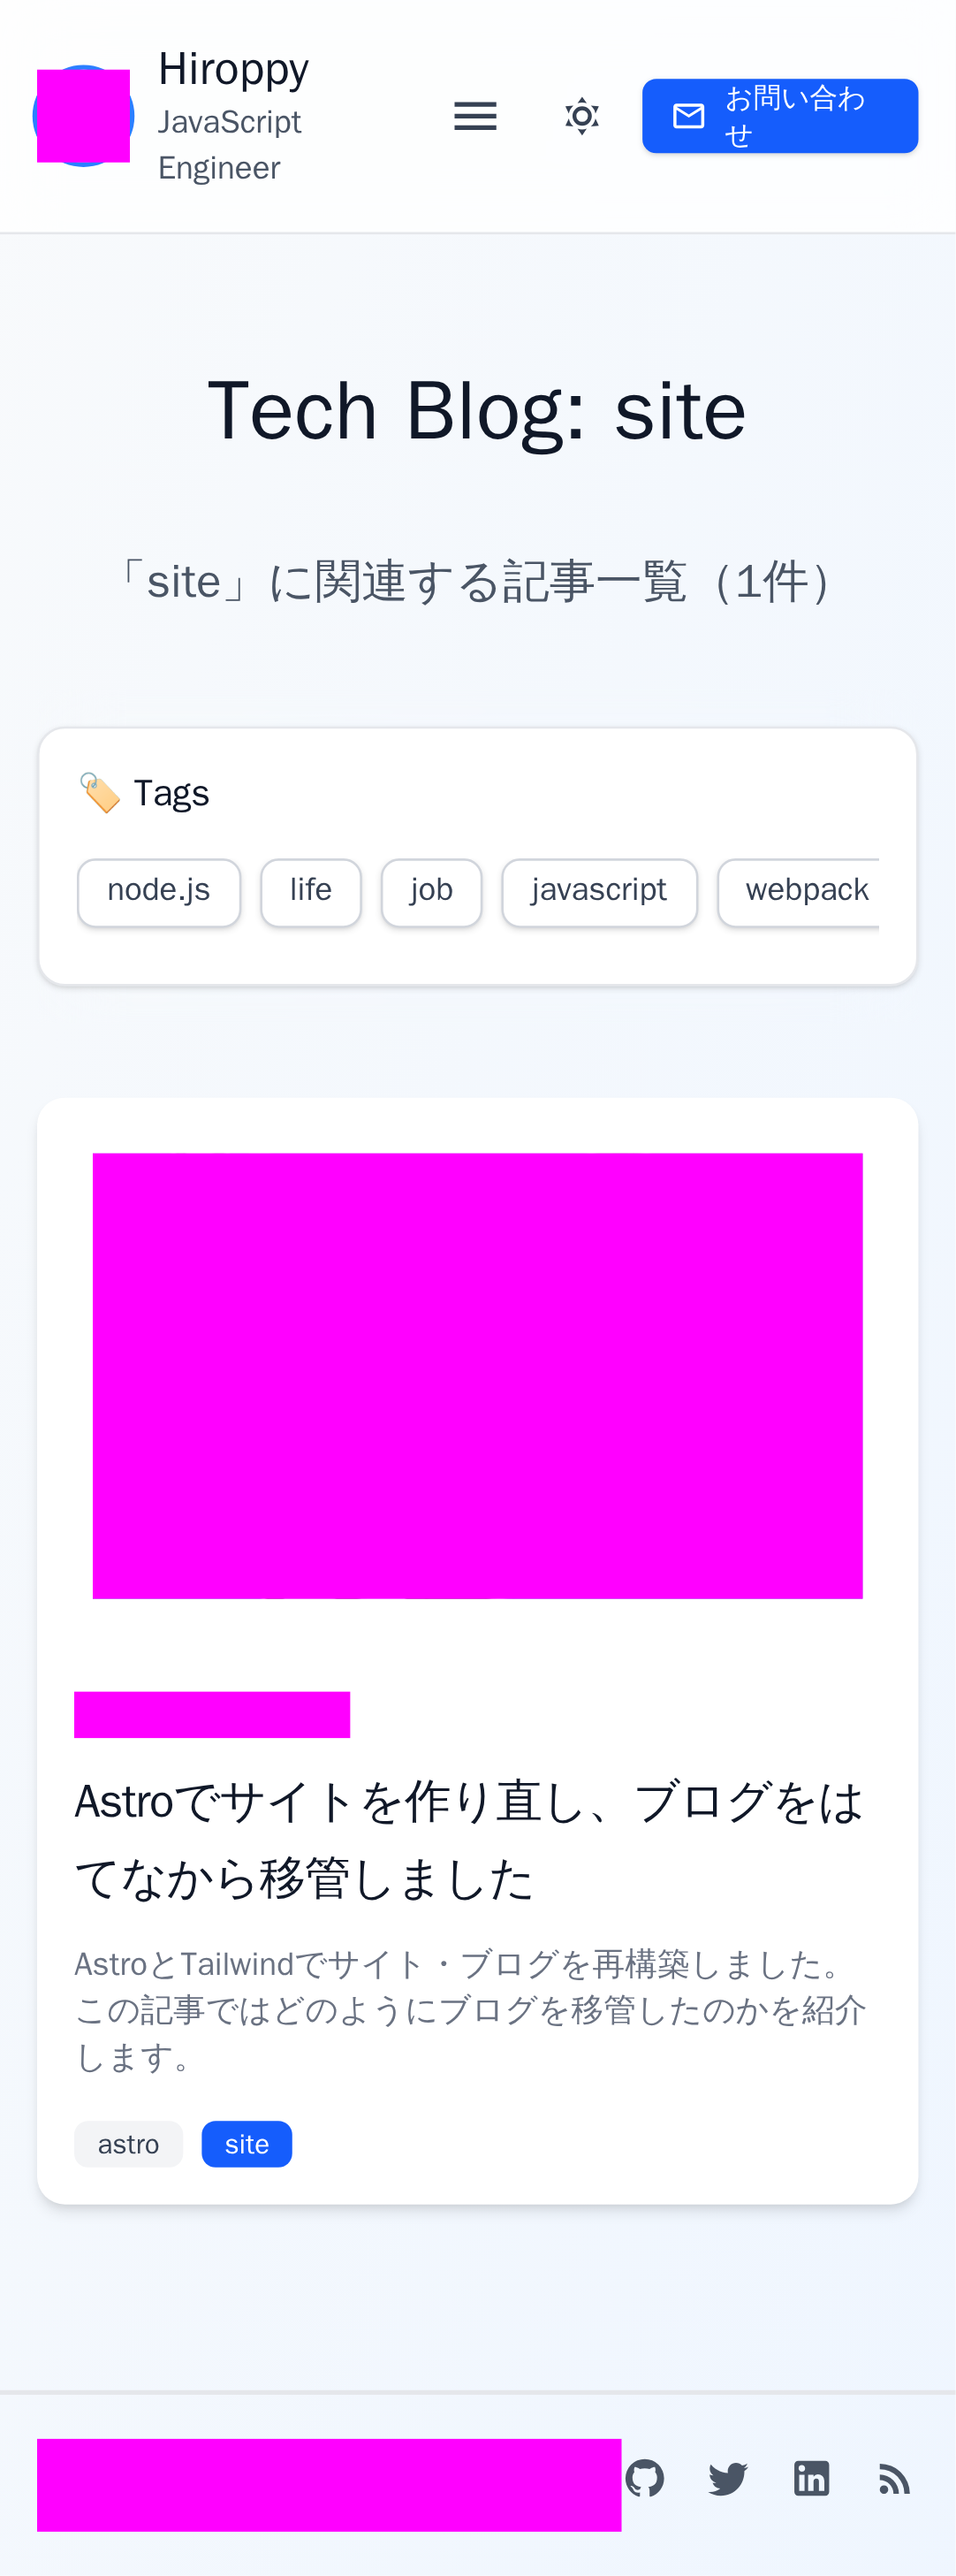 Hiroppy
JavaScript
Engineer
お問い合わ
せ
Tech Blog: site
「site」に関連する記事一覧（1件）
🏷️ Tags
node.js
life
job
javascript
webpack
Astroでサイトを作り直し、ブログをは
てなから移管しました
AstroとTailwindでサイト・ブログを再構築しました。
この記事ではどのようにブログを移管したのかを紹介
します。
astro
site